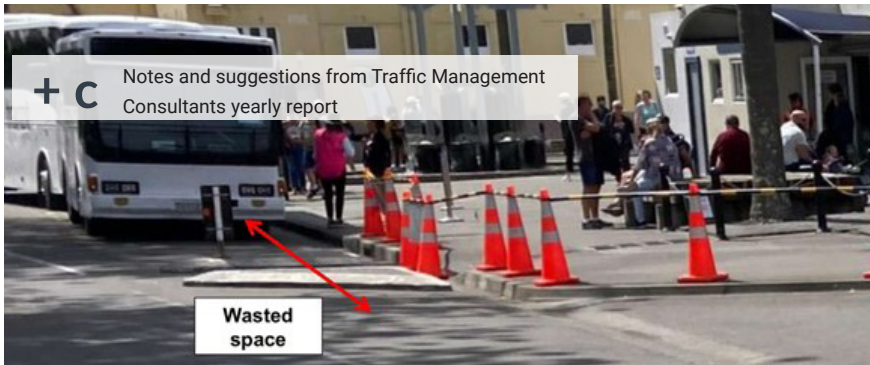 + C
Notes and suggestions from Traffic Management
Consultants yearly report
Wasted
space